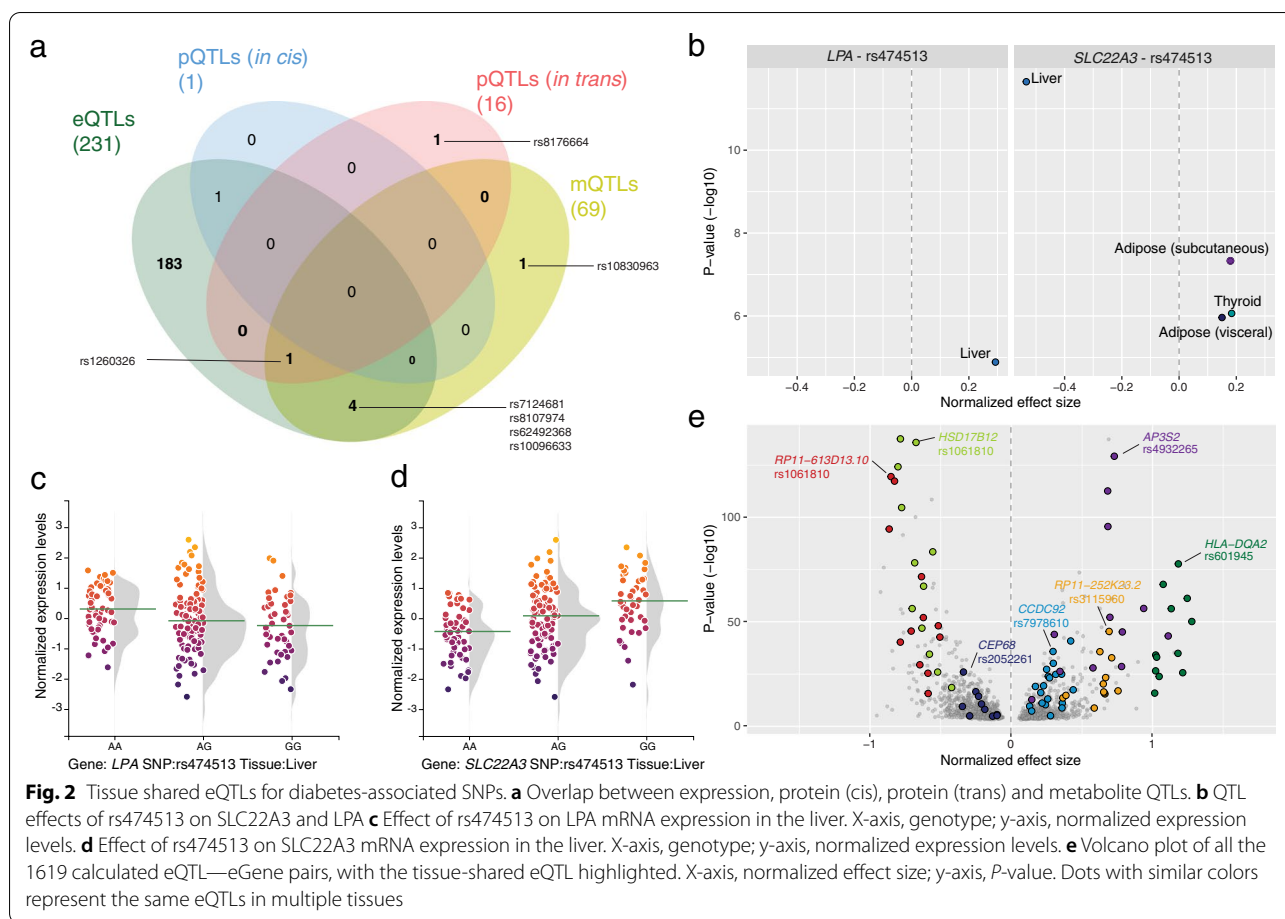 a
pQTLs (in cis)
(1)
pQTLs (in trans)
(16)
eQTLs
(231)
mQTLs
(69)
0
1
rs8176664
0
1
0
0
0
183
1
rs10830963
0
0
0
rs1260326
1
0
4
rs7124681
rs8107974
rs62492368
rs10096633
b
LPA - rs474513
SLC22A3 - rs474513
Liver
Adipose (subcutaneous)
Thyroid
Adipose (visceral)
Liver
10
8
6
P-value (-log10)
-0.4 -0.2 0.0 0.2
-0.4 -0.2 0.0 0.2
Normalized effect size
c
Normalized expression levels
3
2
1
0
-1
-2
-3
AA AG GG
Gene: LPA SNP:rs474513 Tissue:Liver
d
Normalized expression levels
3
2
1
0
-1
-2
-3
AA AG GG
Gene: SLC22A3 SNP:rs474513 Tissue:Liver
e
HSD17B12
rs1061810
RP11-613D13.10
rs1061810
AP3S2
rs4932265
HLA-DQA2
rs601945
RP11-252K23.2
rs3115960
CCDC92
rs7978610
CEP68
rs2052261
100
50
0
P-value (-log10)
-1 0 1
Normalized effect size
Fig. 2 Tissue shared eQTLs for diabetes-associated SNPs. a Overlap between expression, protein (cis), protein (trans) and metabolite QTLs. b QTL
effects of rs474513 on SLC22A3 and LPA c Effect of rs474513 on LPA mRNA expression in the liver. X-axis, genotype; y-axis, normalized expression
levels. d Effect of rs474513 on SLC22A3 mRNA expression in the liver. X-axis, genotype; y-axis, normalized expression levels. e Volcano plot of all the
1619 calculated eQTL—eGene pairs, with the tissue-shared eQTL highlighted. X-axis, normalized effect size; y-axis, P-value. Dots with similar colors
represent the same eQTLs in multiple tissues